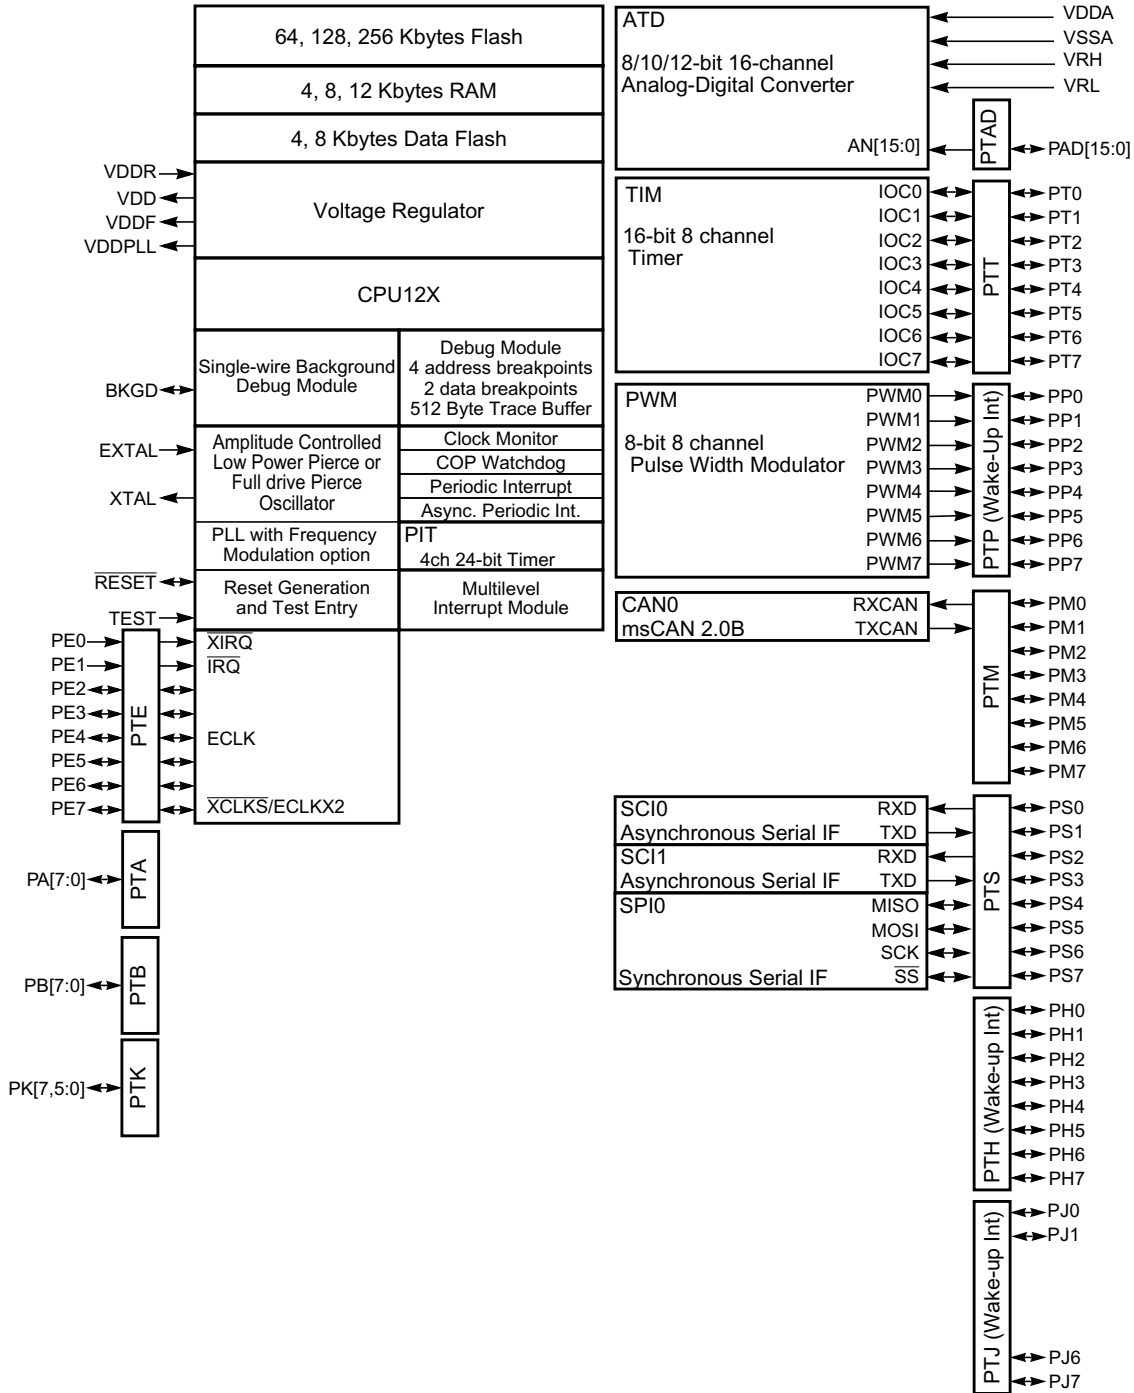 64, 128, 256 Kbytes Flash
4, 8, 12 Kbytes RAM
4, 8 Kbytes Data Flash
VDDR
VDD
VDDF
VDDPLL
Voltage Regulator
CPU12X
BKGD
Single-wire Background
Debug Module
Debug Module
4 address breakpoints
2 data breakpoints
512 Byte Trace Buffer
EXTAL
XTAL
Amplitude Controlled
Low Power Pierce or
Full drive Pierce
Oscillator
Clock Monitor
COP Watchdog
Periodic Interrupt
Async. Periodic Int.
PLL with Frequency
Modulation option
PIT
4ch 24-bit Timer
RESET
TEST
Reset Generation
and Test Entry
Multilevel
Interrupt Module
PE0
PE1
PE2
PE3
PE4
PE5
PE6
PE7
PTE
XIRQ
IRQ
ECLK
XCLKS/ECLKX2
PA[7:0]
PTA
PB[7:0]
PTB
PK[7,5:0]
PTK
ATD
8/10/12-bit 16-channel
Analog-Digital Converter
AN[15:0]
VDDA
VSSA
VRH
VRL
PTAD
PAD[15:0]
TIM
16-bit 8 channel
Timer
IOC0
IOC1
IOC2
IOC3
IOC4
IOC5
IOC6
IOC7
PTT
PT0
PT1
PT2
PT3
PT4
PT5
PT6
PT7
PWM
8-bit 8 channel
Pulse Width Modulator
PWM0
PWM1
PWM2
PWM3
PWM4
PWM5
PWM6
PWM7
PTP (Wake-Up Int)
PP0
PP1
PP2
PP3
PP4
PP5
PP6
PP7
CAN0
msCAN 2.0B
RXCAN
TXCAN
PTM
PM0
PM1
PM2
PM3
PM4
PM5
PM6
PM7
SCI0
Asynchronous Serial IF
RXD
TXD
SCI1
Asynchronous Serial IF
RXD
TXD
SPI0
Synchronous Serial IF
MISO
MOSI
SCK
SS
PTS
PS0
PS1
PS2
PS3
PS4
PS5
PS6
PS7
PTH (Wake-up Int)
PH0
PH1
PH2
PH3
PH4
PH5
PH6
PH7
PTJ (Wake-up Int)
PJ0
PJ1
PJ6
PJ7